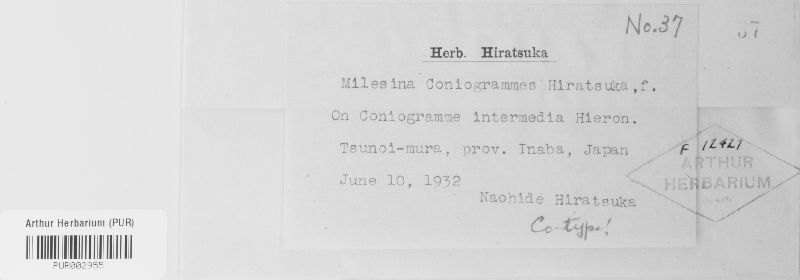 No.37
37
Herb. Hiratsuka
Milesina Coniogrammes Hiratsuka,f.
On Coniogramme intermedia Hieron.
Tsunoi-mura, prov. Inaba, Japan
June 10, 1932
Naohide Hiratsuka
Co-type!
F 12427
ARTHUR
HERBARIUM
Arthur Herbarium (PUR)
PUR002955